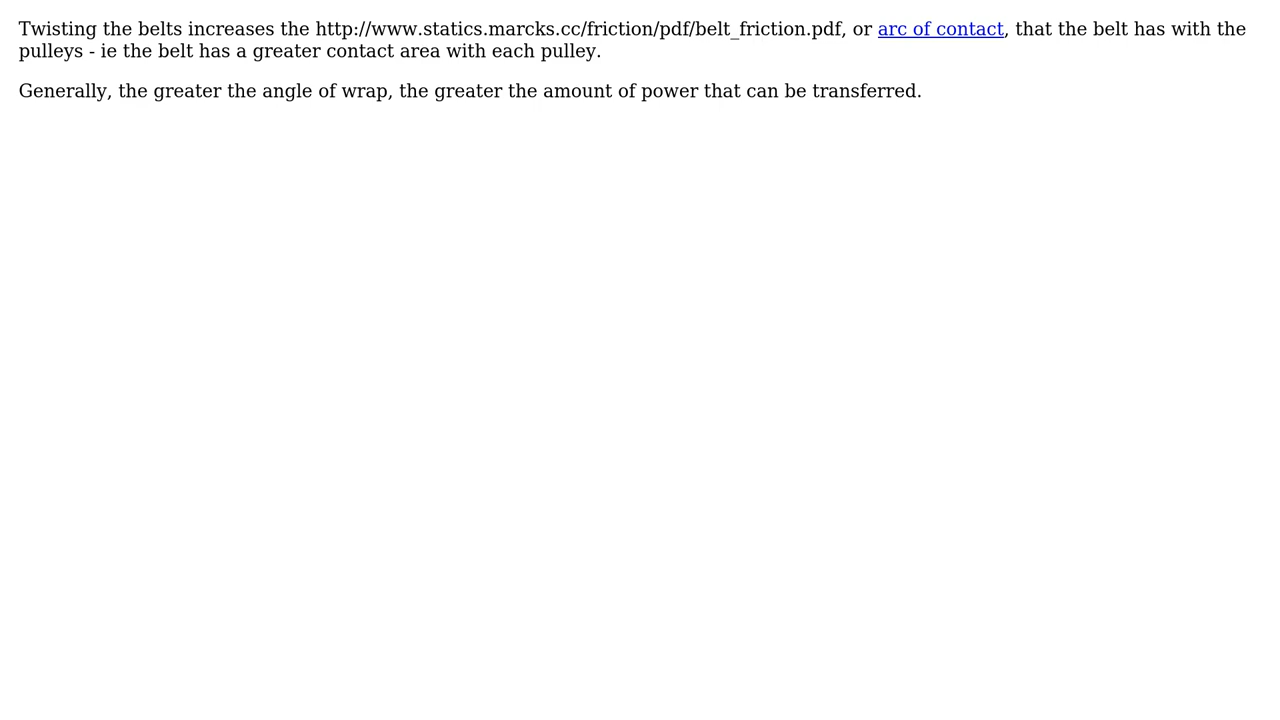 Twisting the belts increases the http://www.statics.marcks.cc/friction/pdf/belt_friction.pdf, or arc of contact, that the belt has with the
pulleys - ie the belt has a greater contact area with each pulley.
Generally, the greater the angle of wrap, the greater the amount of power that can be transferred.